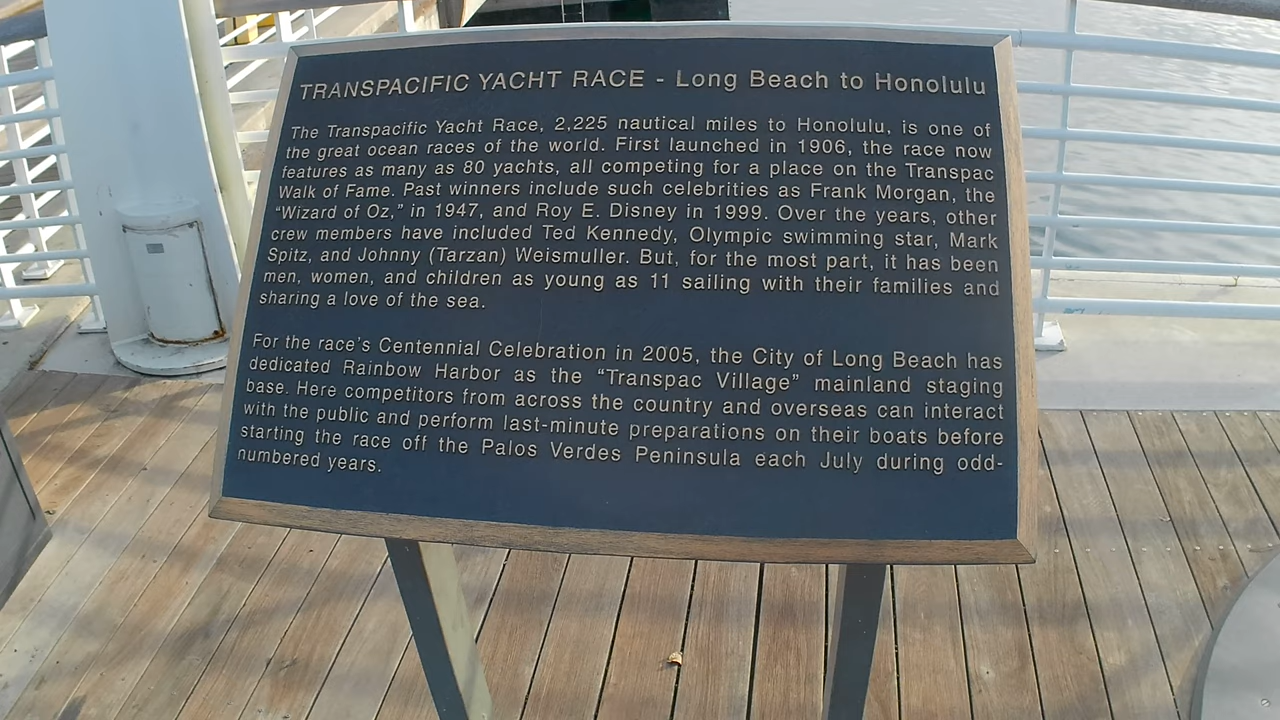 TRANSPACIFIC YACHT RACE - Long Beach to Honolulu
The Transpacific Yacht Race, 2,225 nautical miles to Honolulu, is one of
the great ocean races of the world. First launched in 1906, the race now
features as many as 80 yachts, all competing for a place on the Transpac
Walk of Fame. Past winners include such celebrities as Frank Morgan, the
“Wizard of Oz,” in 1947, and Roy E. Disney in 1999. Over the years, other
crew members have included Ted Kennedy, Olympic swimming star, Mark
Spitz, and Johnny (Tarzan) Weismuller. But, for the most part, it has been
men, women, and children as young as 11 sailing with their families and
sharing a love of the sea.
For the race’s Centennial Celebration in 2005, the City of Long Beach has
dedicated Rainbow Harbor as the “Transpac Village” mainland staging
base. Here competitors from across the country and overseas can interact
with the public and perform last-minute preparations on their boats before
starting the race off the Palos Verdes Peninsula each July during odd-
numbered years.